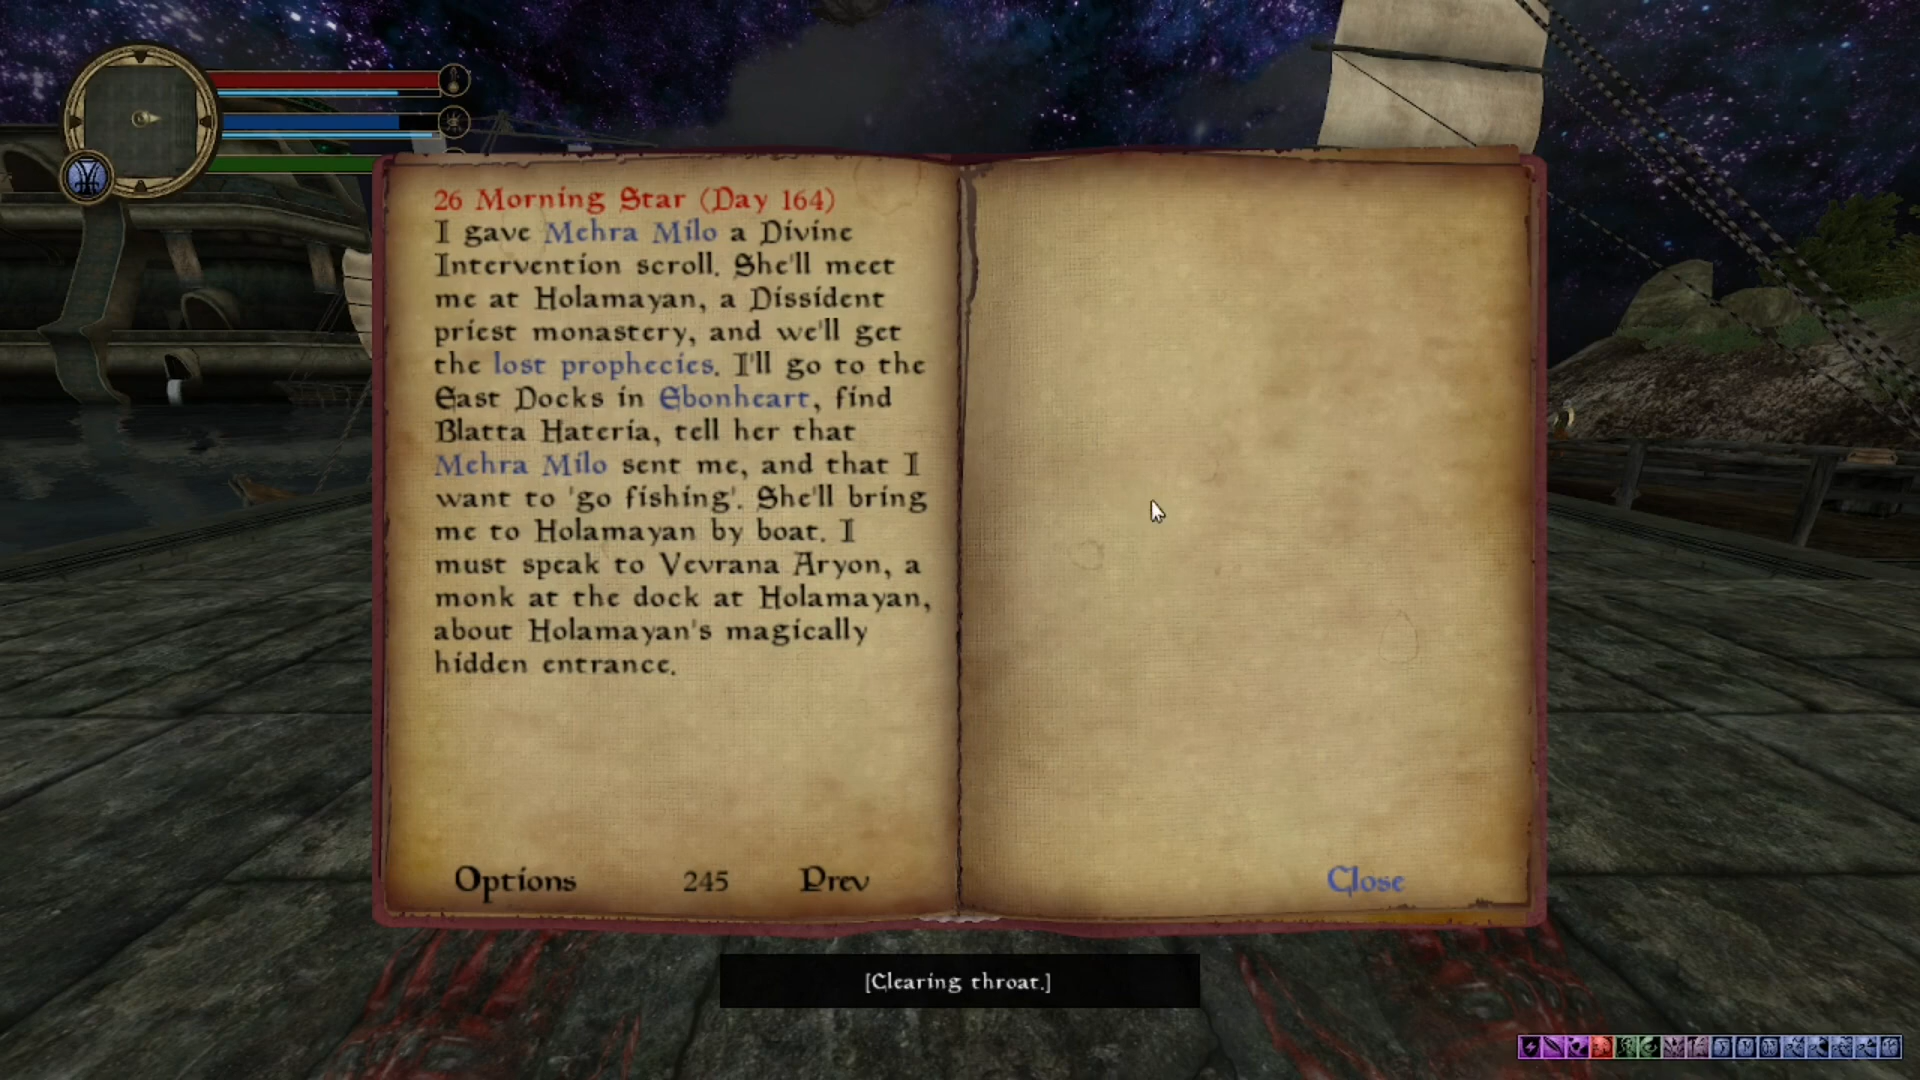 26 Morning Star (Day 164)
I gave Mehra Milo a Divine
Intervention scroll. She'll meet
me at Holamayan, a Dissident
priest monastery, and we'll get
the lost prophecies. I'll go to the
East Docks in Ebonheart, find
Blatta Hateria, tell her that
Mehra Milo sent me, and that I
want to 'go fishing'. She'll bring
me to Holamayan by boat. I
must speak to Vevrana Aryon, a
monk at the dock at Holamayan,
about Holamayan's magically
hidden entrance.
Options 245 Prev
Close
[Clearing throat.]